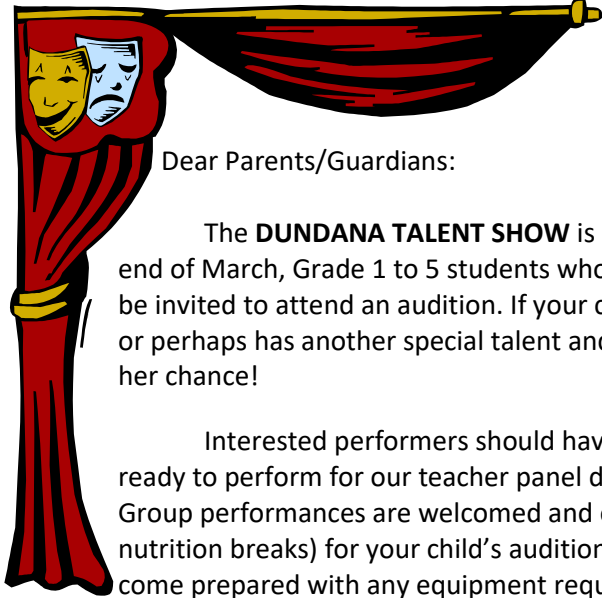 Dear Parents/Guardians:
The DUNDANA TALENT SHOW is
end of March, Grade 1 to 5 students who
be invited to attend an audition. If your
or perhaps has another special talent and
her chance!
Interested performers should hav
ready to perform for our teacher panel d
Group performances are welcomed and
nutrition breaks) for your child’s audition
come prepared with any equipment requ